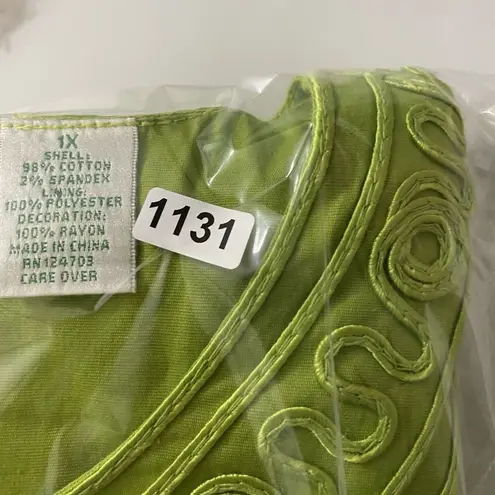 1X
SHELL:
98% COTTON
2% SPANDEX
LINING:
100% POLYESTER
DECORATION:
100% RAYON
MADE IN CHINA
RN124703
CARE OVER
1131